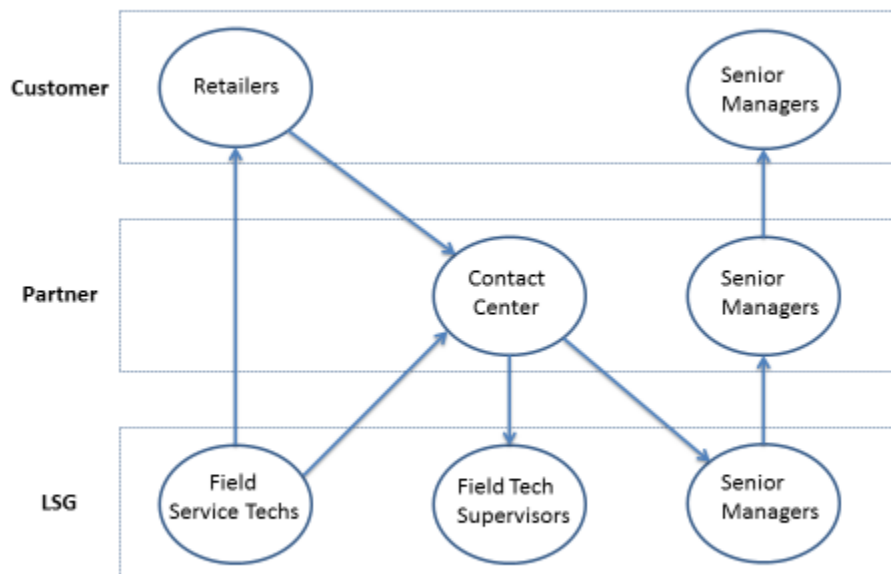 Customer
Retailers
Senior
Managers
Partner
Contact
Center
Senior
Managers
LSG
Field
Service Techs
Field Tech
Supervisors
Senior
Managers